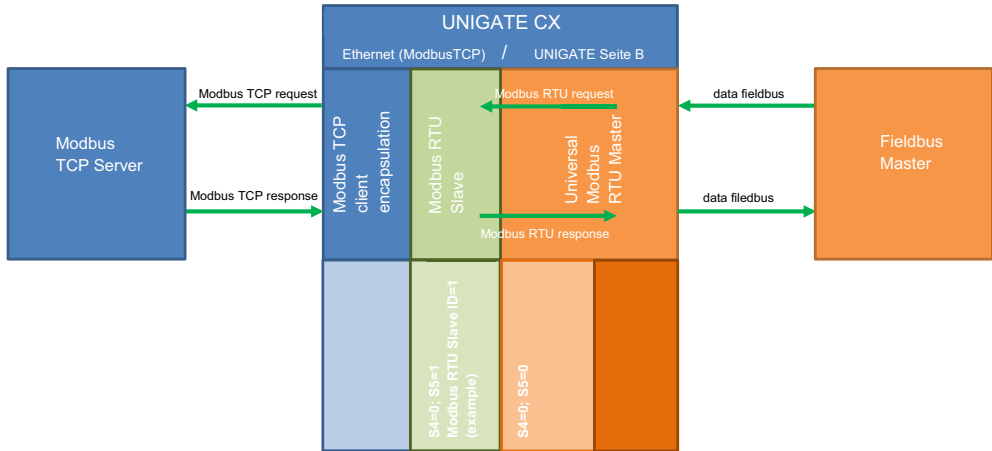 UNIGATE CX
Ethernet (ModbusTCP) / UNIGATE Seite B
Modbus TCP request
Modbus RTU request
data fieldbus
Modbus
TCP Server
Modbus TCP
client
encapsulation
Modbus RTU
Slave
Universal
Modbus
RTU Master
Fieldbus
Master
Modbus TCP response
data filedbus
Modbus RTU response
S4=0; S5=1
Modbus RTU Slave ID=1
(example)
S4=0; S5=0